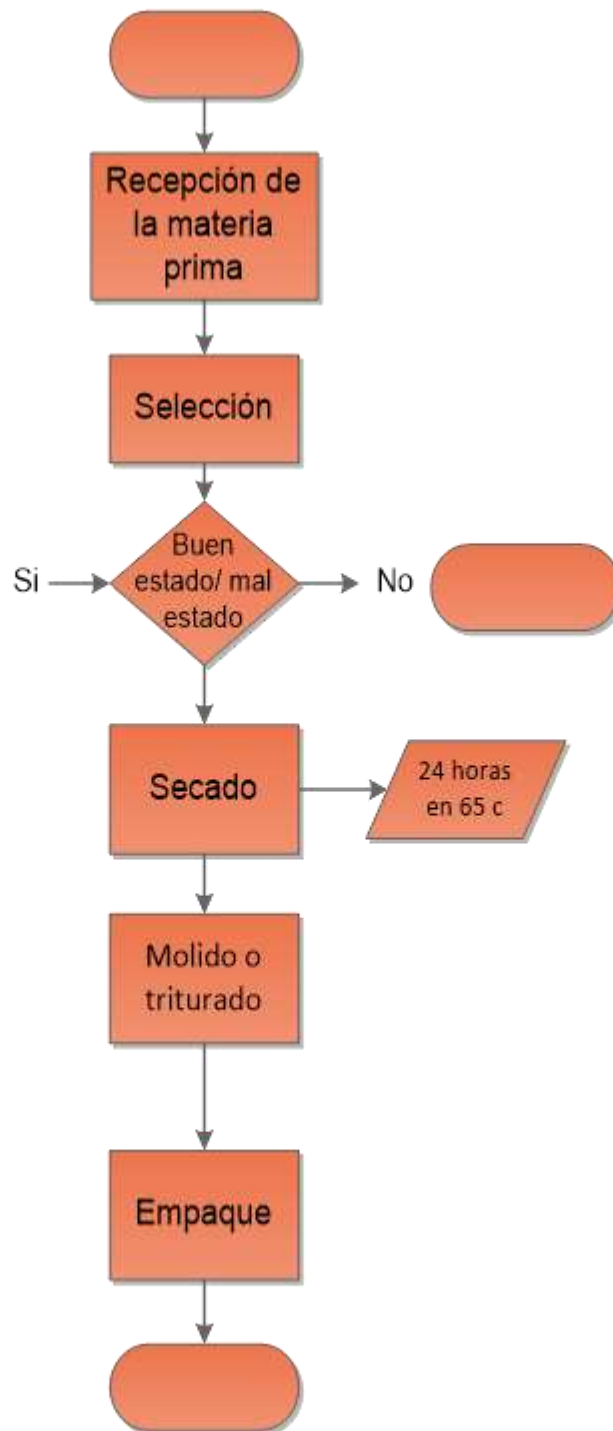 Recepción de
la materia
prima
Selección
Si
Buen
estado/ mal
estado
No
Secado
24 horas
en 65 c
Molido o
triturado
Empaque